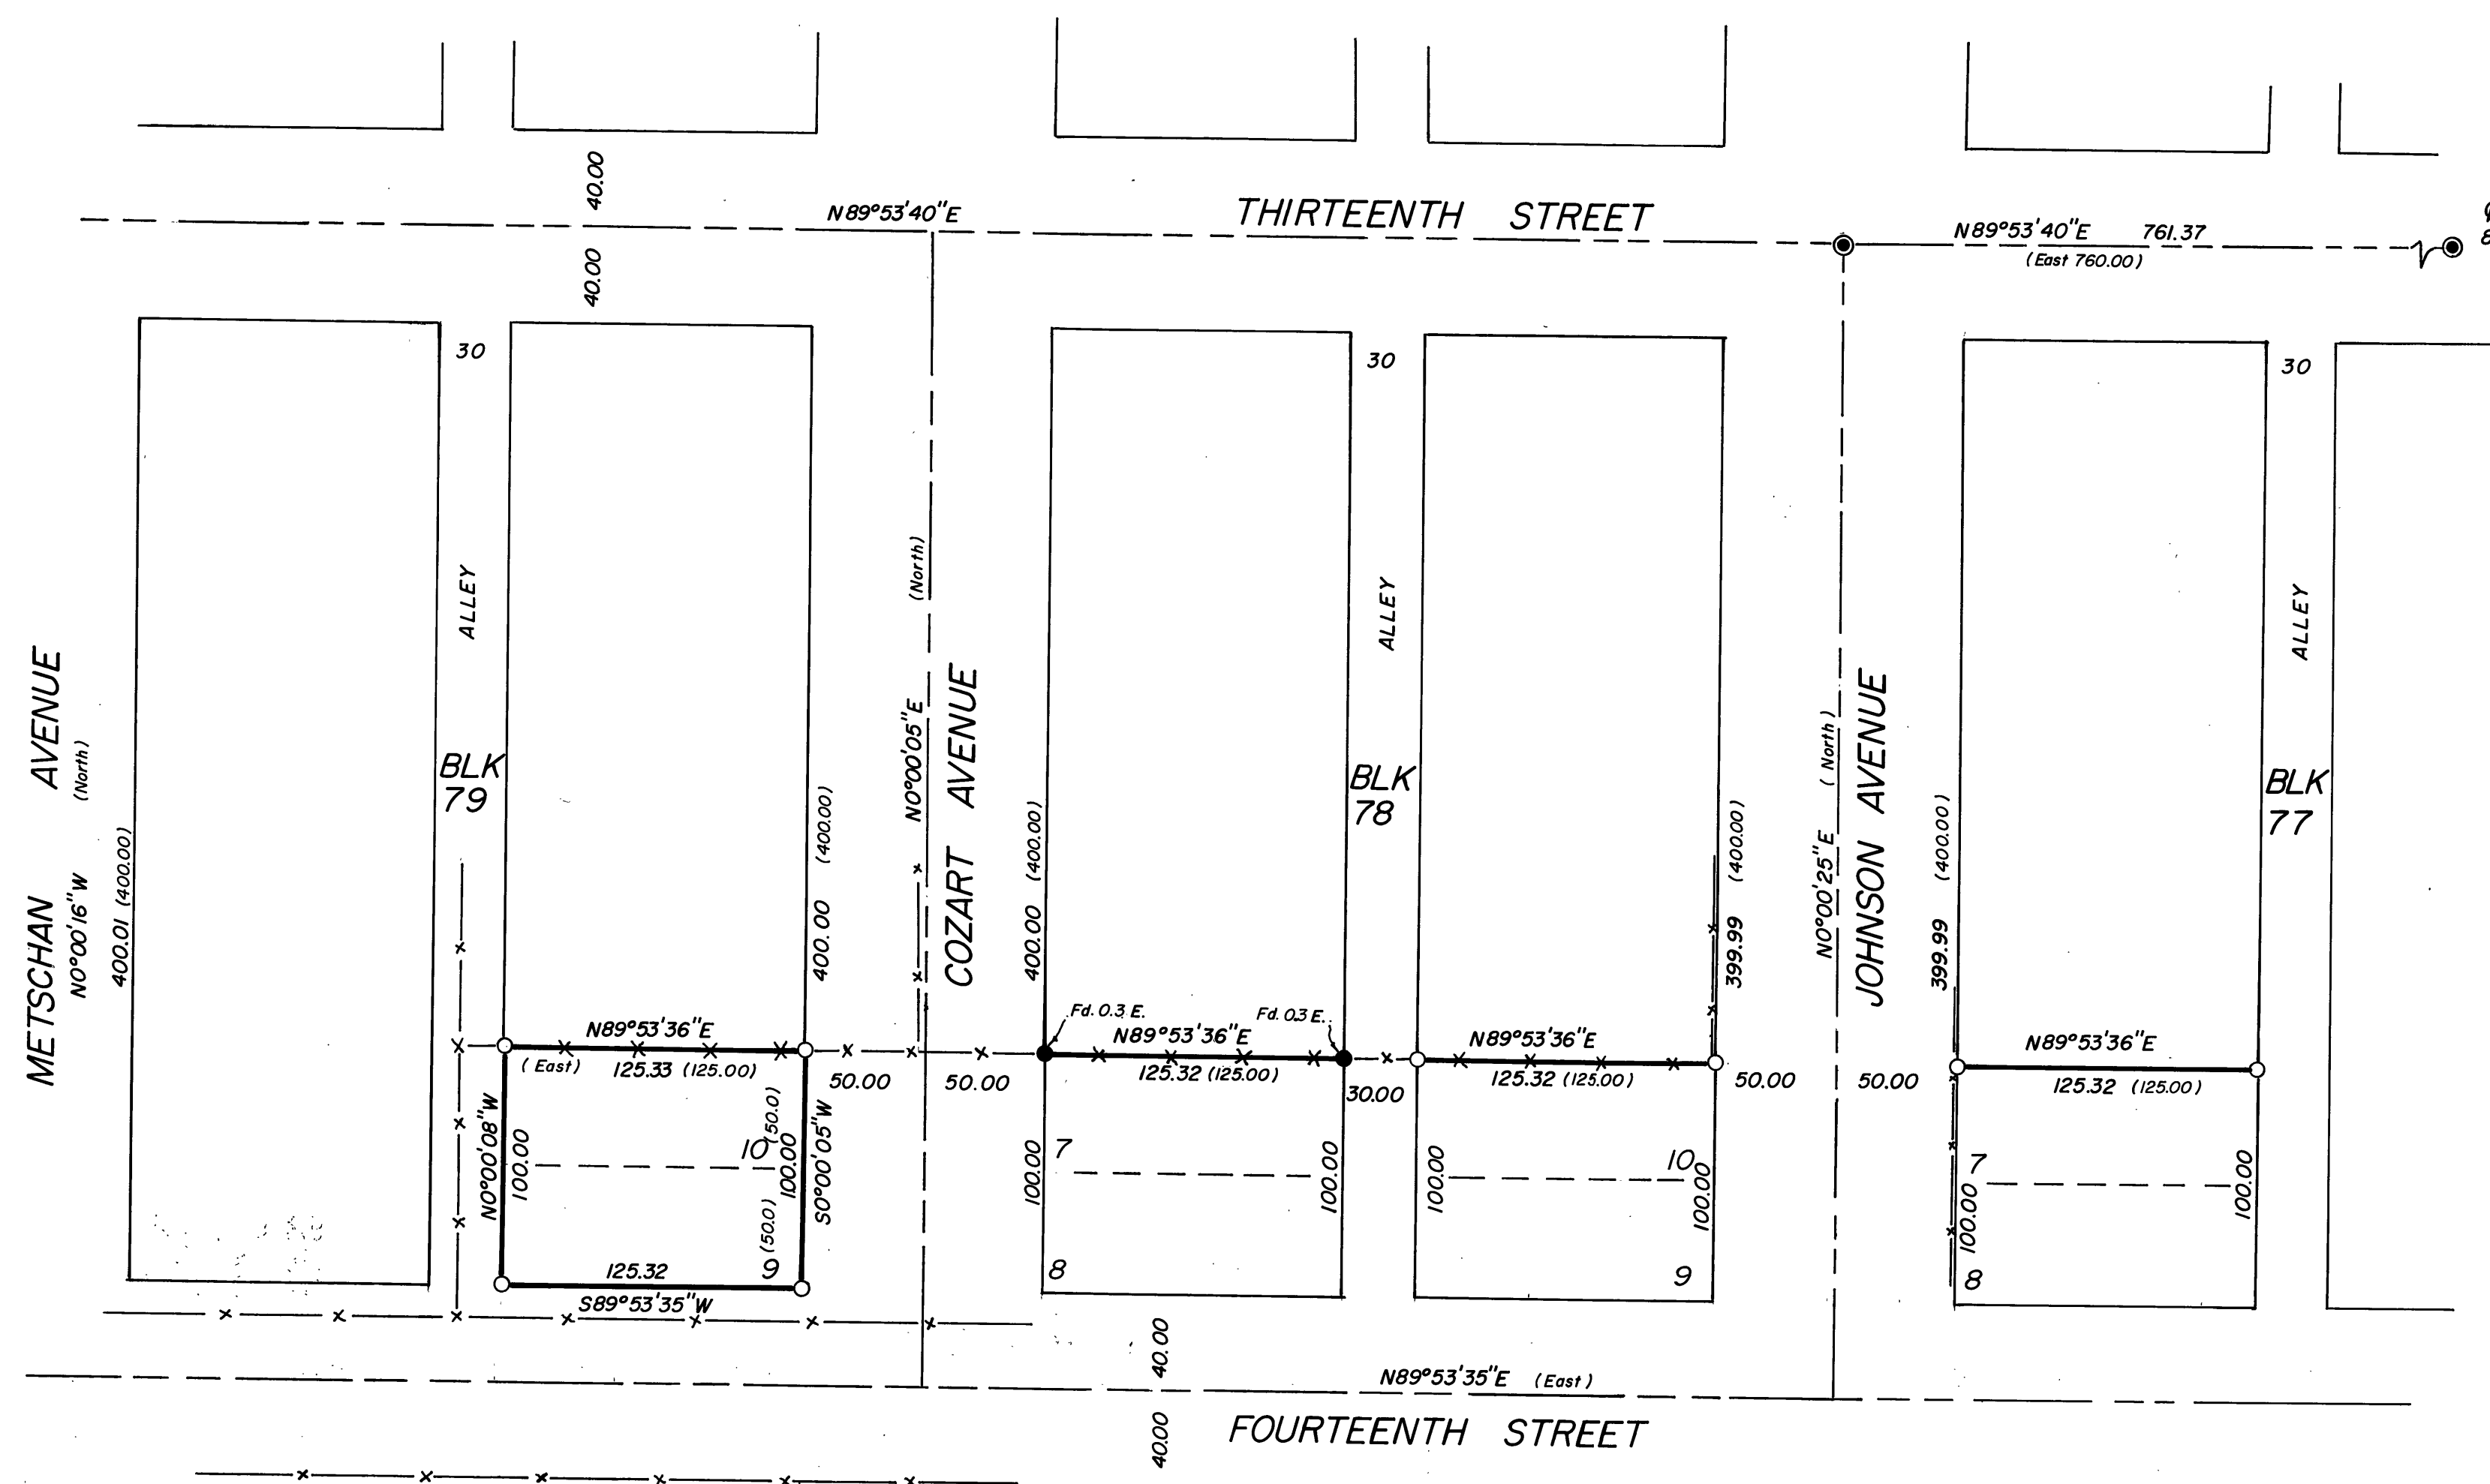 40.00
N89°53'40"E
THIRTEENTH STREET
N89°53'40"E 761.37
(East 760.00)
40.00
30
30
30
ALLEY
ALLEY
ALLEY
(North)
METSCHAN AVENUE
N0°00'16"W (North)
400.01 (400.00)
BLK
79
400.00 (400.00)
N0°00'05"E
COZART AVENUE
400.00 (400.00)
BLK
78
399.99 (400.00)
N0°00'25"E (North)
JOHNSON AVENUE
399.99 (400.00)
BLK
77
N89°53'36"E
(East) 125.33 (125.00)
50.00
50.00
Fd. 0.3 E.
Fd. 0.3 E.
N89°53'36"E
125.32 (125.00)
30.00
N89°53'36"E
125.32 (125.00)
50.00
50.00
N89°53'36"E
125.32 (125.00)
N0°00'08"W
100.00
10
(50.0)
100.00
S0°00'05"W
(50.0)
9
125.32
S89°53'35"W
100.00
7
100.00
8
100.00
10
100.00
9
7
100.00
8
100.00
40.00
N89°53'35"E (East)
40.00
FOURTEENTH STREET